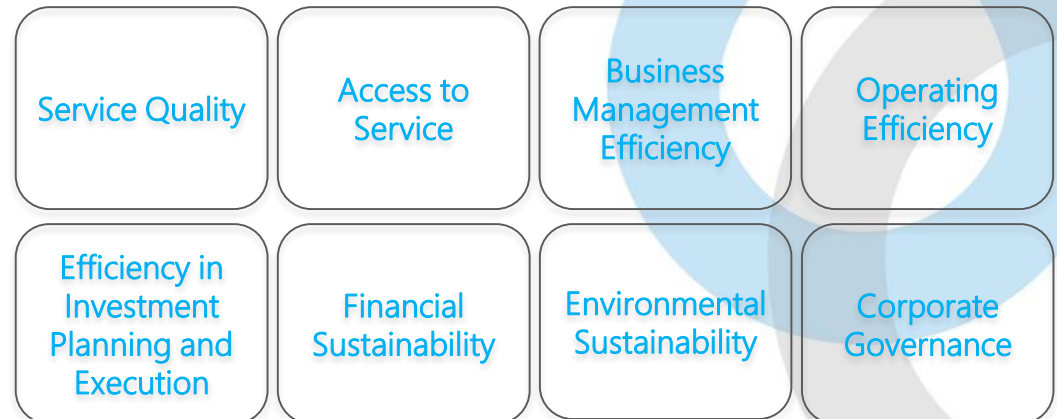 Service Quality
Access to
Service
Business
Management
Efficiency
Operating
Efficiency
Efficiency in
Investment
Planning and
Execution
Financial
Sustainability
Environmental
Sustainability
Corporate
Governance